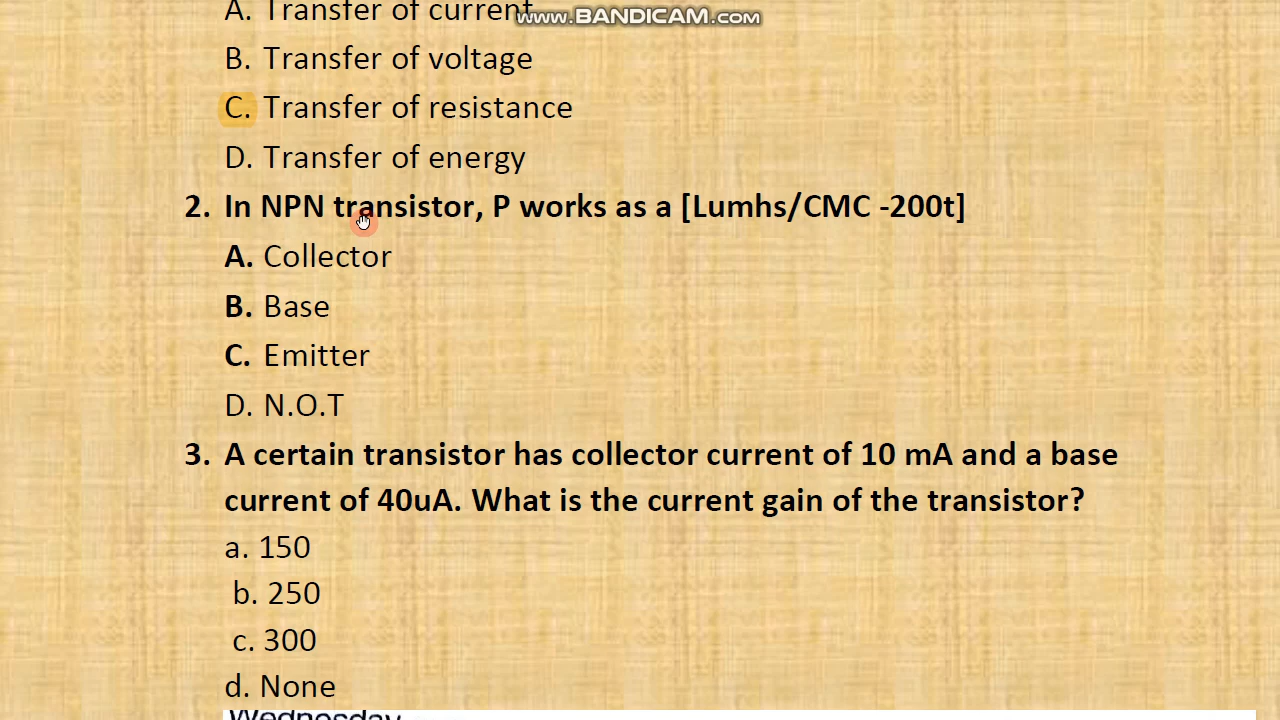 A. Transfer of current
www.BANDICAM.com
B. Transfer of voltage
C. Transfer of resistance
D. Transfer of energy
2. In NPN transistor, P works as a [Lumhs/CMC -200t]
A. Collector
B. Base
C. Emitter
D. N.O.T
3. A certain transistor has collector current of 10 mA and a base
current of 40uA. What is the current gain of the transistor?
a. 150
b. 250
c. 300
d. None
Wednesday